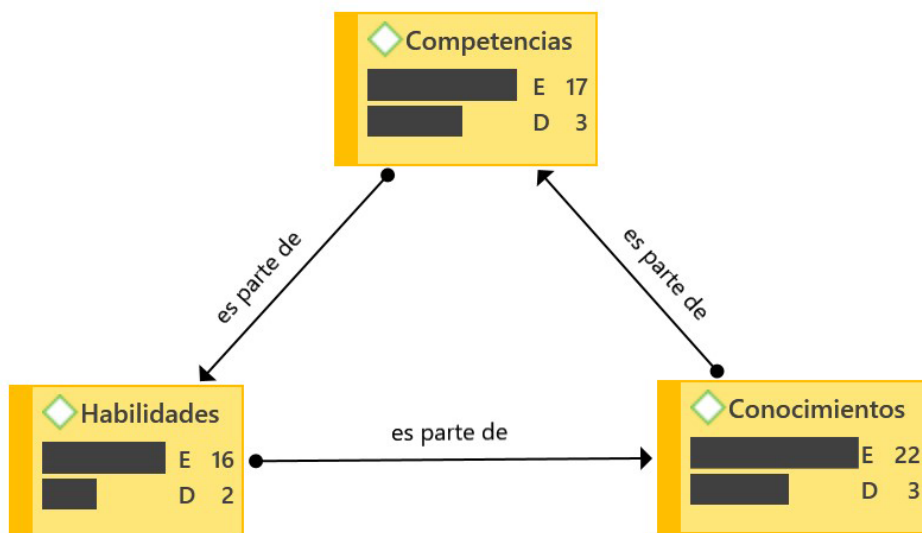 Competencias
E 17
D 3
es parte de
es parte de
Habilidades
E 16
D 2
es parte de
Conocimientos
E 22
D 3